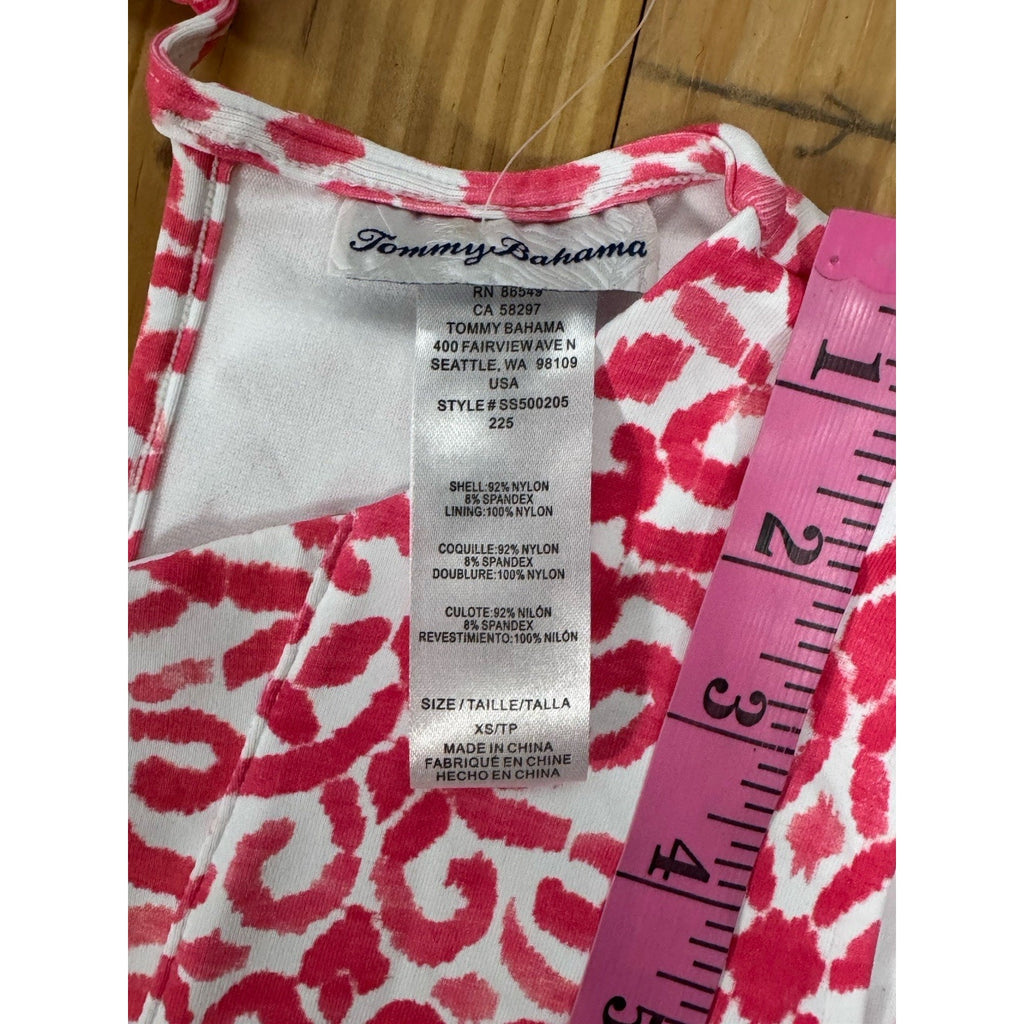 Tommy Bahama
RN 86549
CA 58297
TOMMY BAHAMA
400 FAIRVIEW AVE N
SEATTLE, WA 98109
USA
STYLE # SS500205
225
SHELL:92% NYLON
8% SPANDEX
LINING:100% NYLON
COQUILLE:92% NYLON
8% SPANDEX
DOUBLURE:100% NYLON
CULOTE:92% NILÓN
8% SPANDEX
REVESTIMIENTO:100% NILÓN
SIZE / TAILLE / TALLA
XS/TP
MADE IN CHINA
FABRIQUÉ EN CHINE
HECHO EN CHINA
1
2
3
4
5